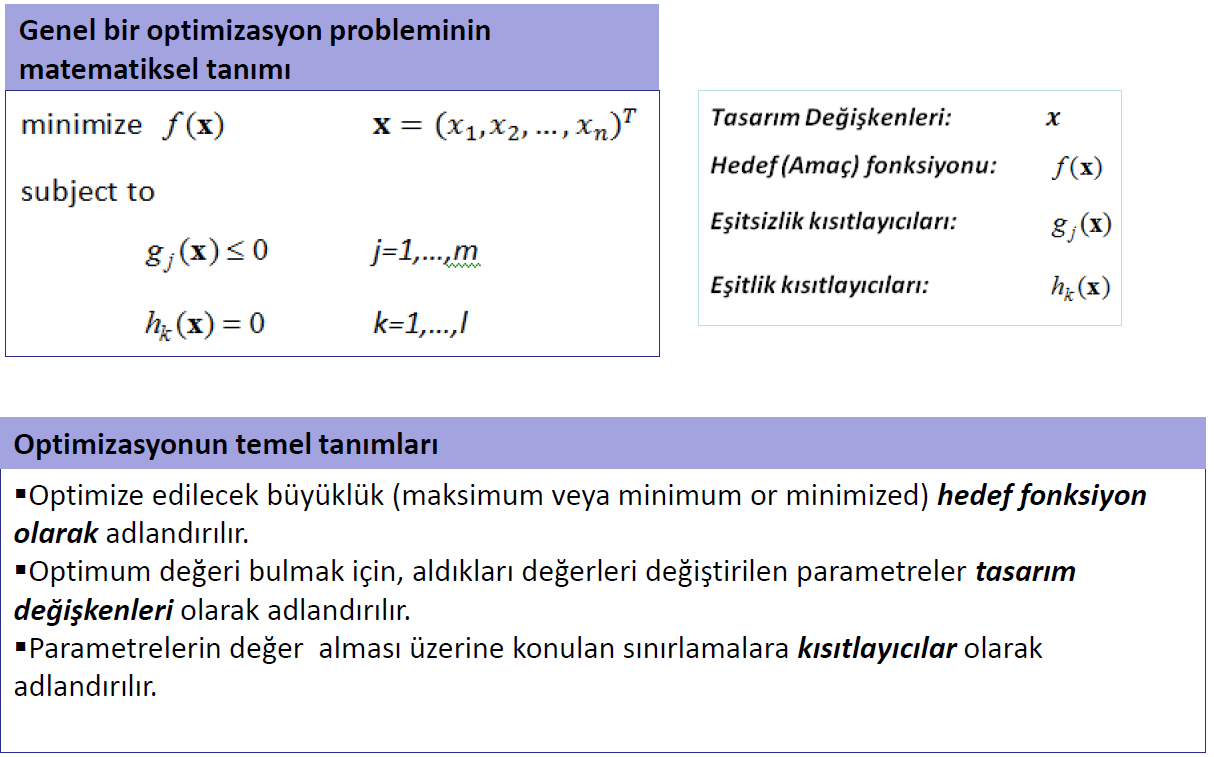 Genel bir optimizasyon probleminin
matematiksel tanımı
minimize f(x) x = (x₁, x₂, ... , xₙ)ᵀ
subject to
gⱼ(x) ≤ 0 j=1,...,m
hₖ(x) = 0 k=1,...,l
Tasarım Değişkenleri: x
Hedef (Amaç) fonksiyonu: f(x)
Eşitsizlik kısıtlayıcıları: gⱼ(x)
Eşitlik kısıtlayıcıları: hₖ(x)
Optimizasyonun temel tanımları
▪Optimize edilecek büyüklük (maksimum veya minimum or minimized) hedef fonksiyon
olarak adlandırılır.
▪Optimum değeri bulmak için, aldıkları değerleri değiştirilen parametreler tasarım
değişkenleri olarak adlandırılır.
▪Parametrelerin değer alması üzerine konulan sınırlamalara kısıtlayıcılar olarak
adlandırılır.